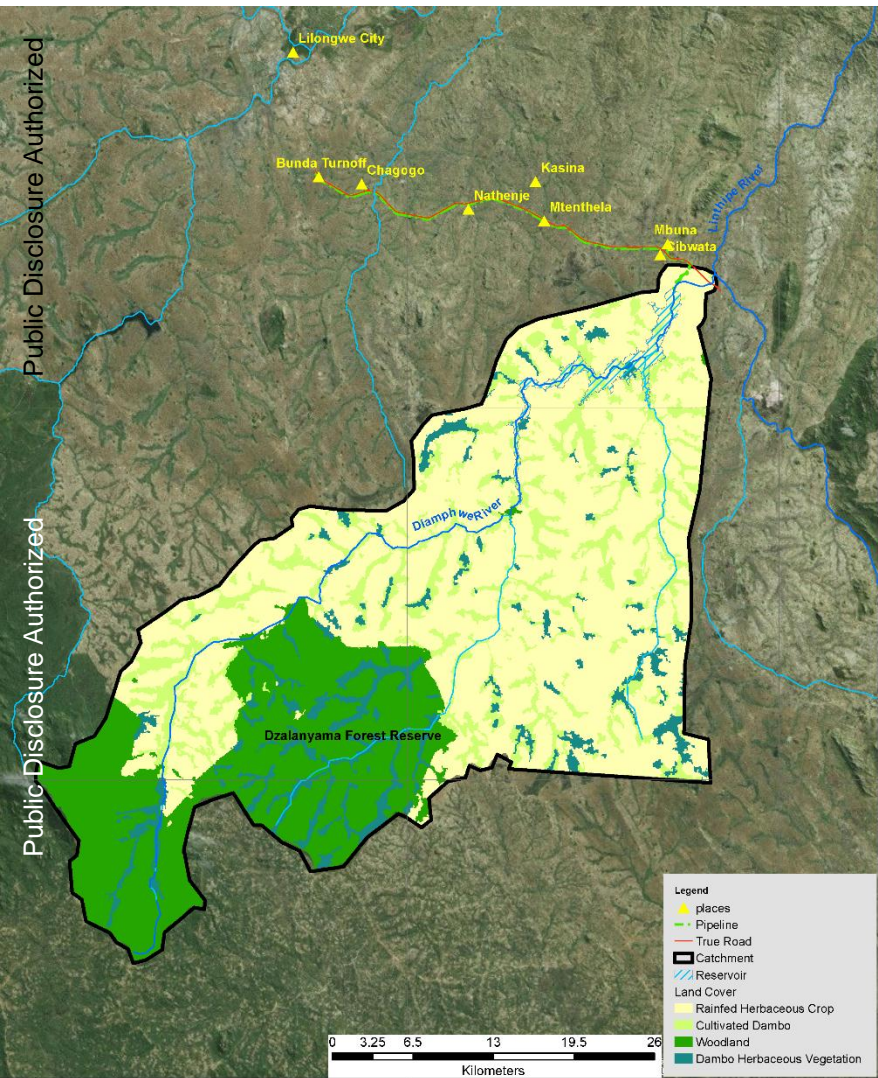 Public Disclosure Authorized
Public Disclosure Authorized
Lilongwe City
Bunda Turnoff
Chagogo
Kasina
Nathenje
Mtenthela
Mbuna
Cibwata
Linthipe River
DiamphweRiver
Dzalanyama Forest Reserve
Legend
places
Pipeline
True Road
Catchment
Reservoir
Land Cover
Rainfed Herbaceous Crop
Cultivated Dambo
Woodland
Dambo Herbaceous Vegetation
0 3.25 6.5 13 19.5 26
Kilometers